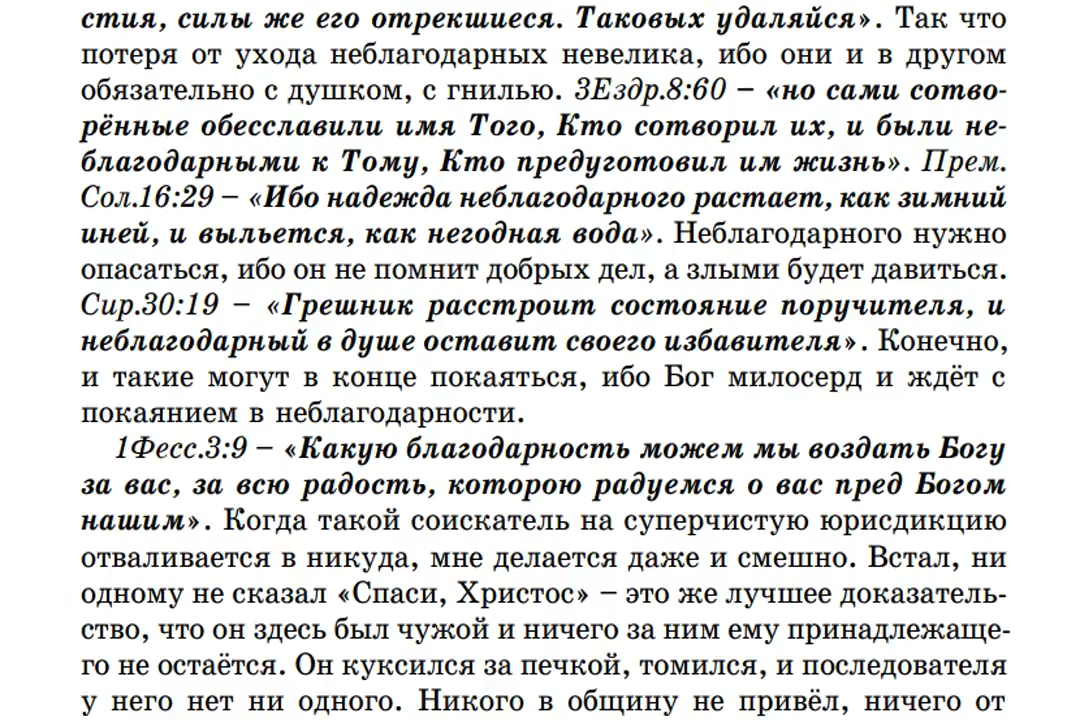 стия, силы же его отрекшиеся. Таковых удаляйся». Так что
потеря от ухода неблагодарных невелика, ибо они и в другом
обязательно с душком, с гнилью. 3Ездр.8:60 – «но сами сотво-
рённые обесславили имя Того, Кто сотворил их, и были не-
благодарными к Тому, Кто предуготовил им жизнь». Прем.
Сол.16:29 – «Ибо надежда неблагодарного растает, как зимний
иней, и выльется, как негодная вода». Неблагодарного нужно
опасаться, ибо он не помнит добрых дел, а злыми будет давиться.
Сир.30:19 – «Грешник расстроит состояние поручителя, и
неблагодарный в душе оставит своего избавителя». Конечно,
и такие могут в конце покаяться, ибо Бог милосерд и ждёт с
покаянием в неблагодарности.
1Фесс.3:9 – «Какую благодарность можем мы воздать Богу
за вас, за всю радость, которою радуемся о вас пред Богом
нашим». Когда такой соискатель на суперчистую юрисдикцию
отваливается в никуда, мне делается даже и смешно. Встал, ни
одному не сказал «Спаси, Христос» – это же лучшее доказатель-
ство, что он здесь был чужой и ничего за ним ему принадлежаще-
го не остаётся. Он куксился за печкой, томился, и последователя
у него нет ни одного. Никого в общину не привёл, ничего от